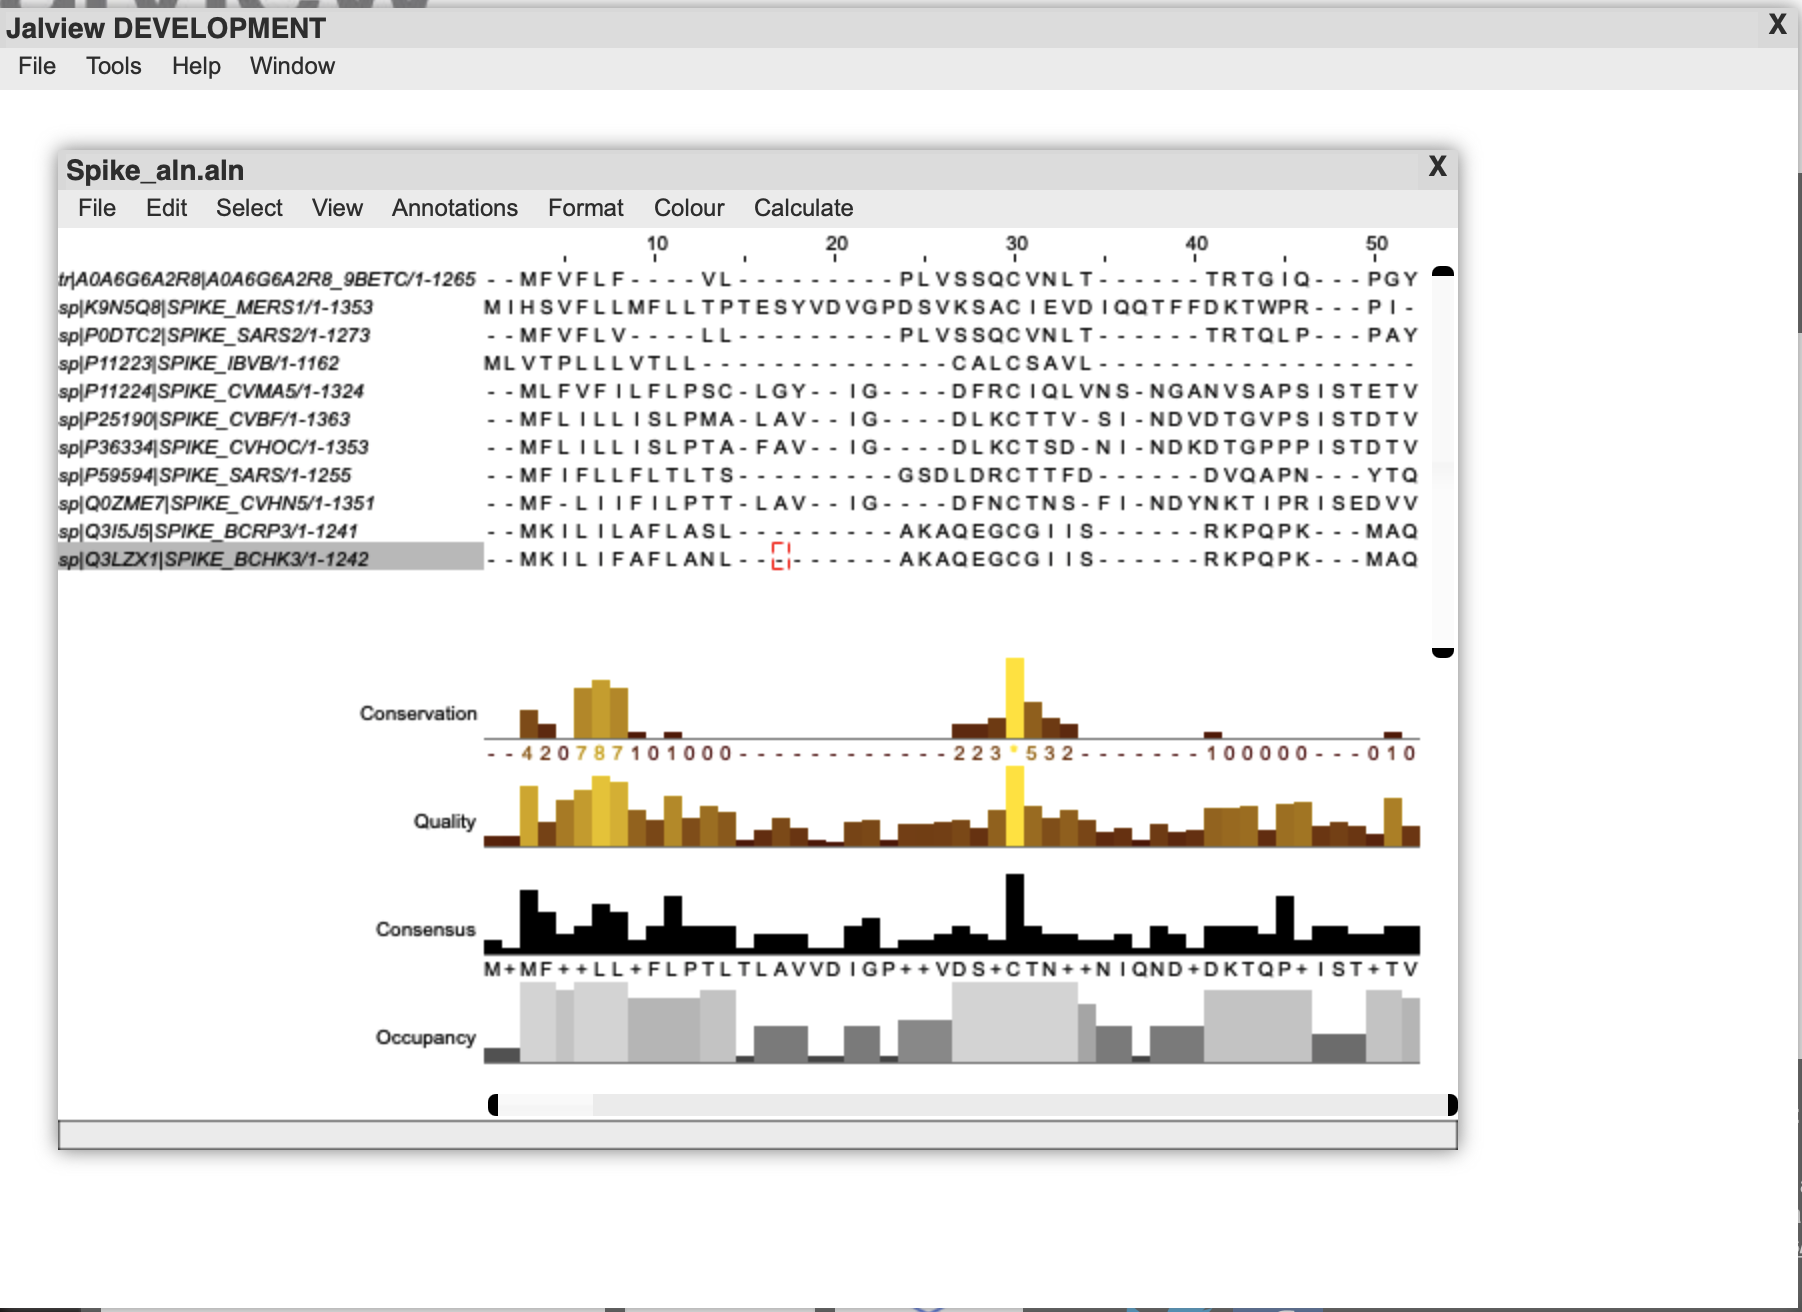 Jalview DEVELOPMENT X
File Tools Help Window
Spike_aln.aln X
File Edit Select View Annotations Format Colour Calculate
10 20 30 40 50
tr|A0A6G6A2R8|A0A6G6A2R8_9BETC/1-1265 --MFVFLF----VL---------PLVSSQCVNLT------TRTGIQ---PGY
sp|K9N5Q8|SPIKE_MERS1/1-1353 MIHSVFLLMFLLTPTESYVDVGPDSVKSACIEVDIQQTFFDKTWPR---PI-
sp|P0DTC2|SPIKE_SARS2/1-1273 --MFVFLV----LL---------PLVSSQCVNLT------TRTQLP---PAY
sp|P11223|SPIKE_IBVB/1-1162 MLVTPLLLVTLL--------------CALCSAVL------------------
sp|P11224|SPIKE_CVMA5/1-1324 --MLFVFILFLPSC-LGY--IG----DFRCIQLVNS-NGANVSAPSISTETV
sp|P25190|SPIKE_CVBF/1-1363 --MFLILLISLPMA-LAV--IG----DLKCTTV-SI-NDVDTGVPSISTDTV
sp|P36334|SPIKE_CVHOC/1-1353 --MFLILLISLPTA-FAV--IG----DLKCTSD-NI-NDKDTGPPPISTDTV
sp|P59594|SPIKE_SARS/1-1255 --MFIFLLFLTLTS---------GSDLDRCTTFD------DVQAPN---YTQ
sp|Q0ZME7|SPIKE_CVHN5/1-1351 --MF-LIIFILPTT-LAV--IG----DFNCTNS-FI-NDYNKTIPRISEDVV
sp|Q3I5J5|SPIKE_BCRP3/1-1241 --MKILILAFLASL---------AKAQEGCGIIS------RKPQPK---MAQ
sp|Q3LZX1|SPIKE_BCHK3/1-1242 --MKILIFAFLANL---------AKAQEGCGIIS------RKPQPK---MAQ
Conservation
--420787101000------------223*532-------100000---010
Quality
Consensus
M+MF++LL+FLPTLTLAVVDIGP++VDS+CTN++NIQND+DKTQP+IST+TV
Occupancy